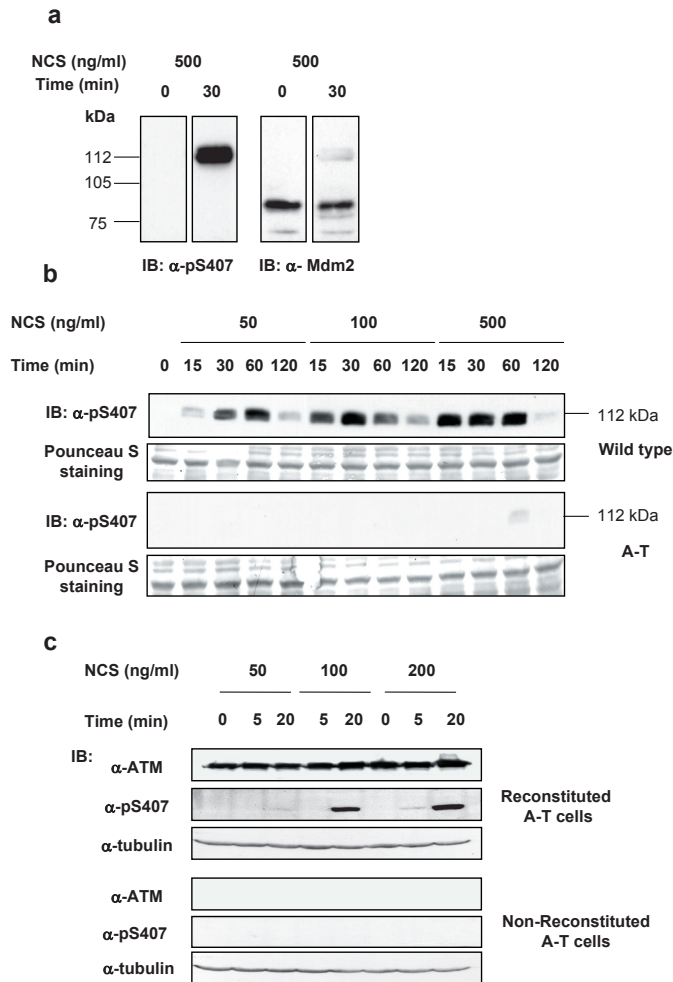 a
NCS (ng/ml) 500 500
Time (min) 0 30 0 30
kDa
112
105
75
IB: α-pS407 IB: α- Mdm2
b
NCS (ng/ml) 50 100 500
Time (min) 0 15 30 60 120 15 30 60 120 15 30 60 120
IB: α-pS407 112 kDa
Wild type
Pounceau S
staining
IB: α-pS407 112 kDa
A-T
Pounceau S
staining
c
NCS (ng/ml) 50 100 200
Time (min) 0 5 20 5 20 0 5 20
IB:
α-ATM
α-pS407
α-tubulin
Reconstituted
A-T cells
α-ATM
α-pS407
α-tubulin
Non-Reconstituted
A-T cells